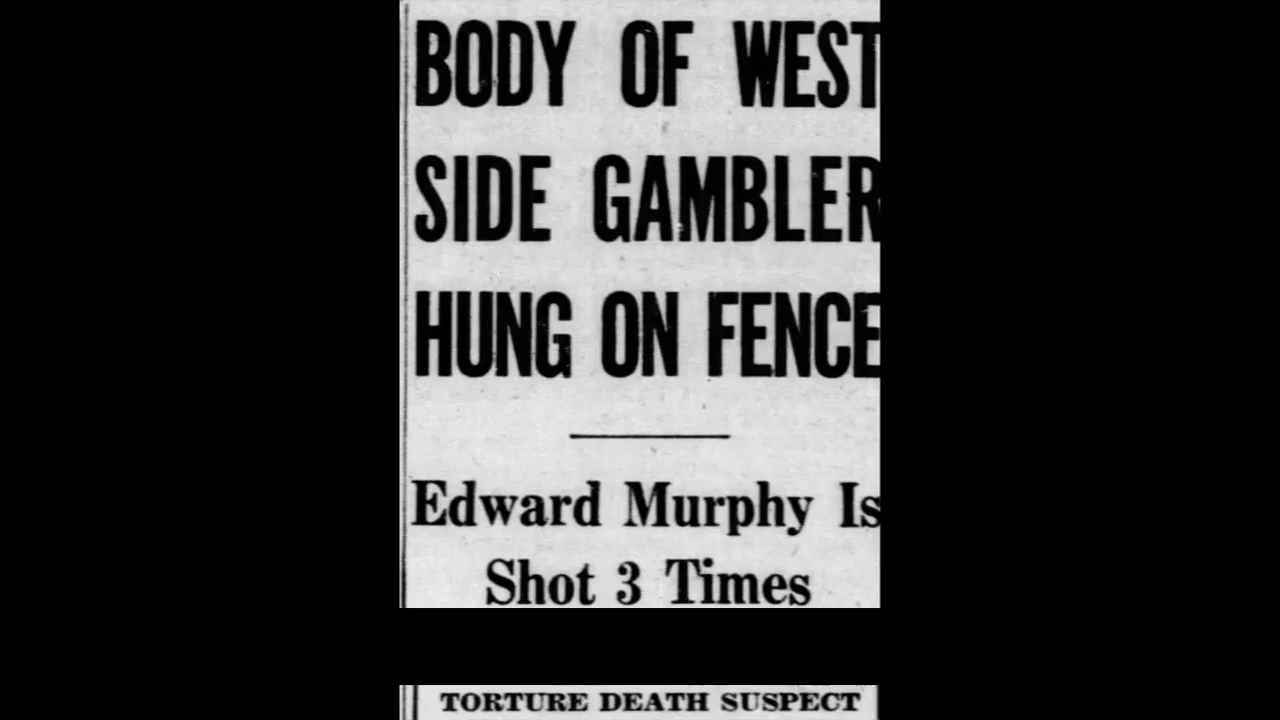 BODY OF WEST
SIDE GAMBLER
HUNG ON FENCE
Edward Murphy Is
Shot 3 Times
TORTURE DEATH SUSPECT